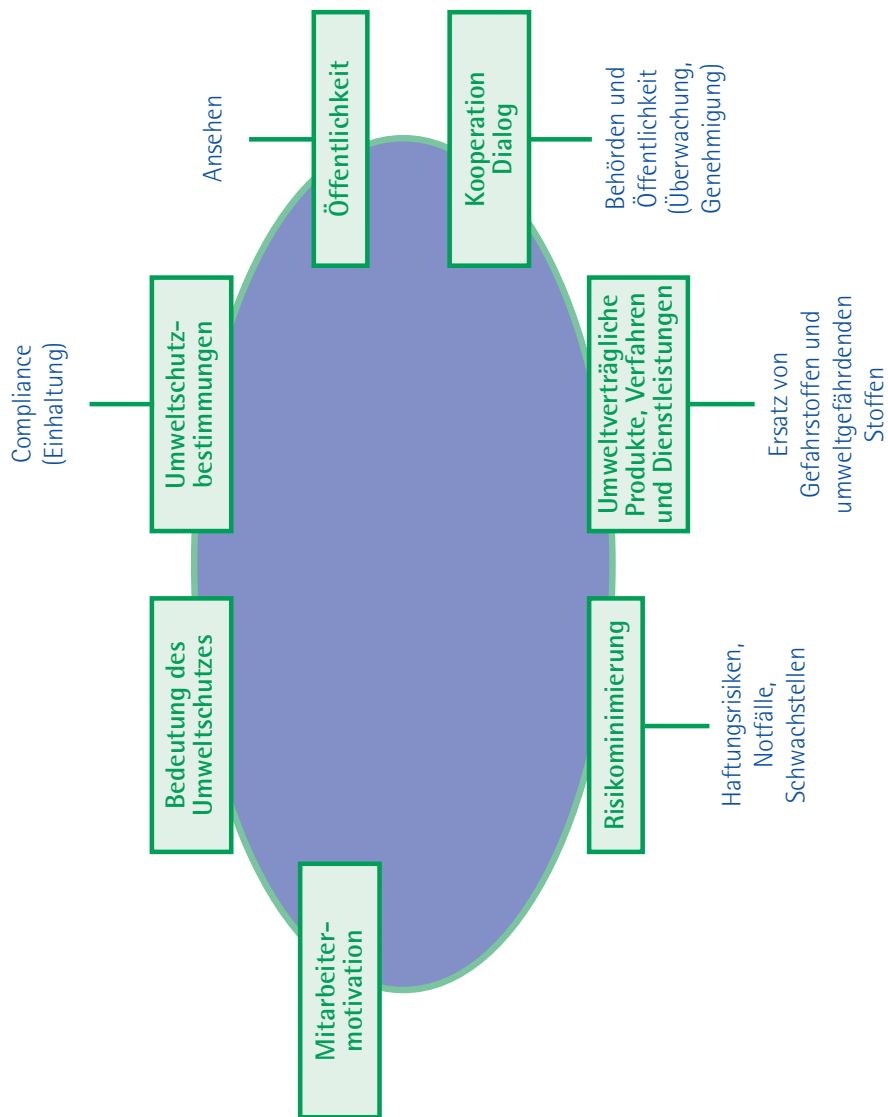 Compliance
(Einhaltung)
Bedeutung des
Umweltschutzes
Umweltschutz-
bestimmungen
Ansehen
Mitarbeiter-
motivation
Öffentlichkeit
Kooperation
Dialog
Behörden und
Öffentlichkeit
(Überwachung,
Genehmigung)
Risikominimierung
Umweltverträgliche
Produkte, Verfahren
und Dienstleistungen
Haftungsrisiken,
Notfälle,
Schwachstellen
Ersatz von
Gefahrstoffen und
umweltgefährdenden
Stoffen